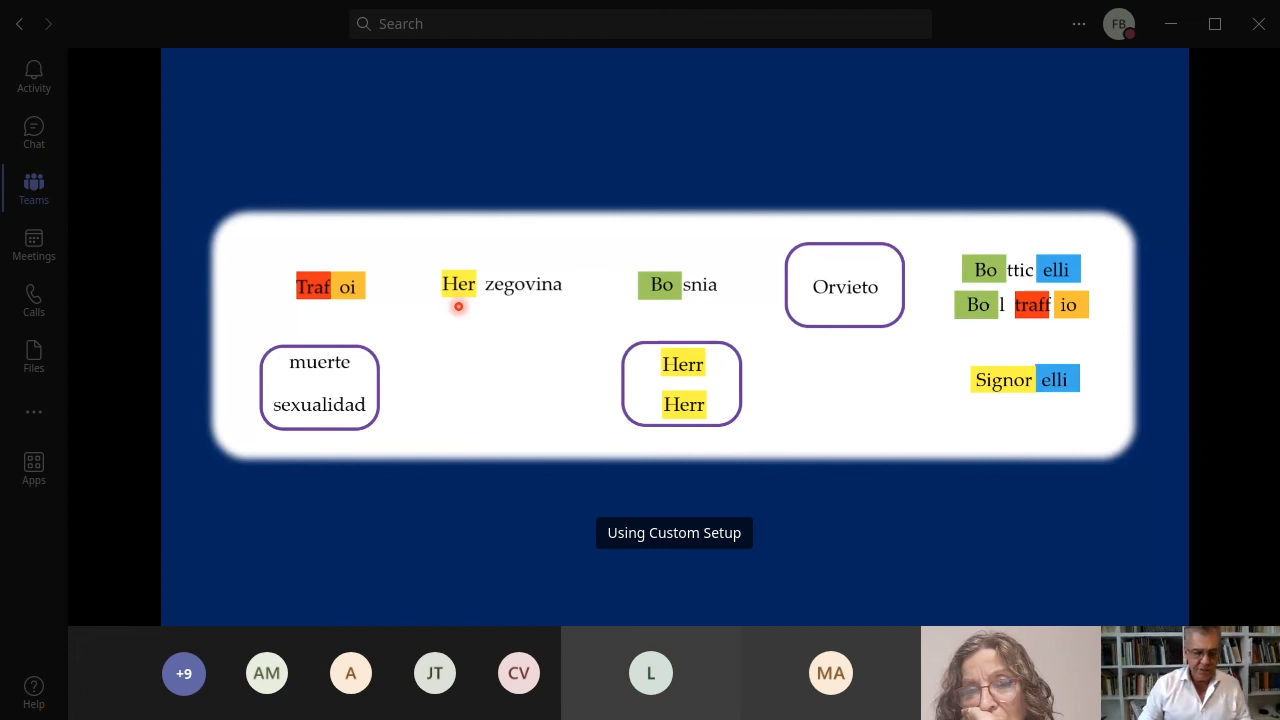 Search
FB
Activity
Chat
Teams
Meetings
Calls
Files
Apps
Help
Traf oi
Her zegovina
Bo snia
Orvieto
Bo ttic elli
Bo l traff io
muerte
sexualidad
Herr
Herr
Signor elli
Using Custom Setup
+9
AM
A
JT
CV
L
MA